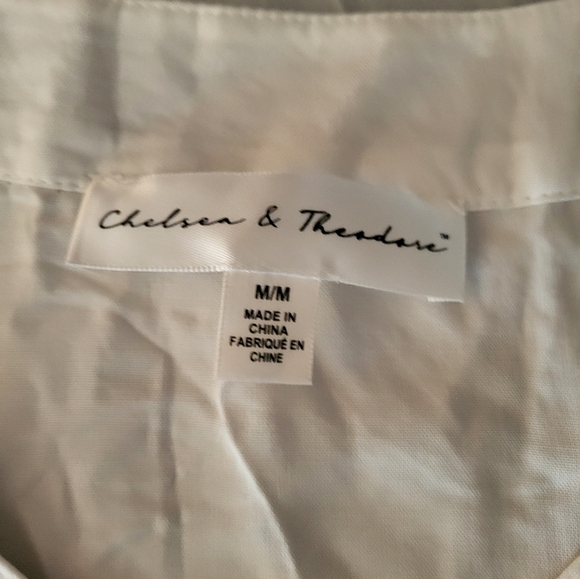 Chelsea & Theodore™
M/M
MADE IN
CHINA
FABRIQUÉ EN
CHINE